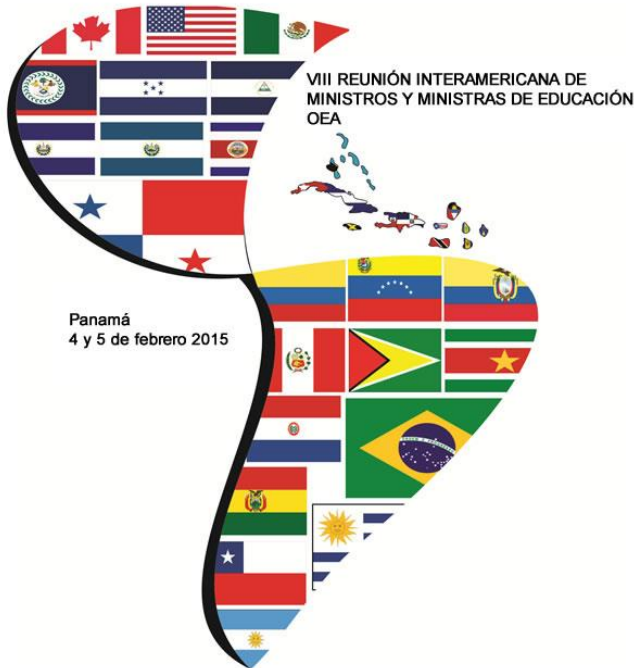 VIII REUNIÓN INTERAMERICANA DE
MINISTROS Y MINISTRAS DE EDUCACIÓN
OEA
Panamá
4 y 5 de febrero 2015